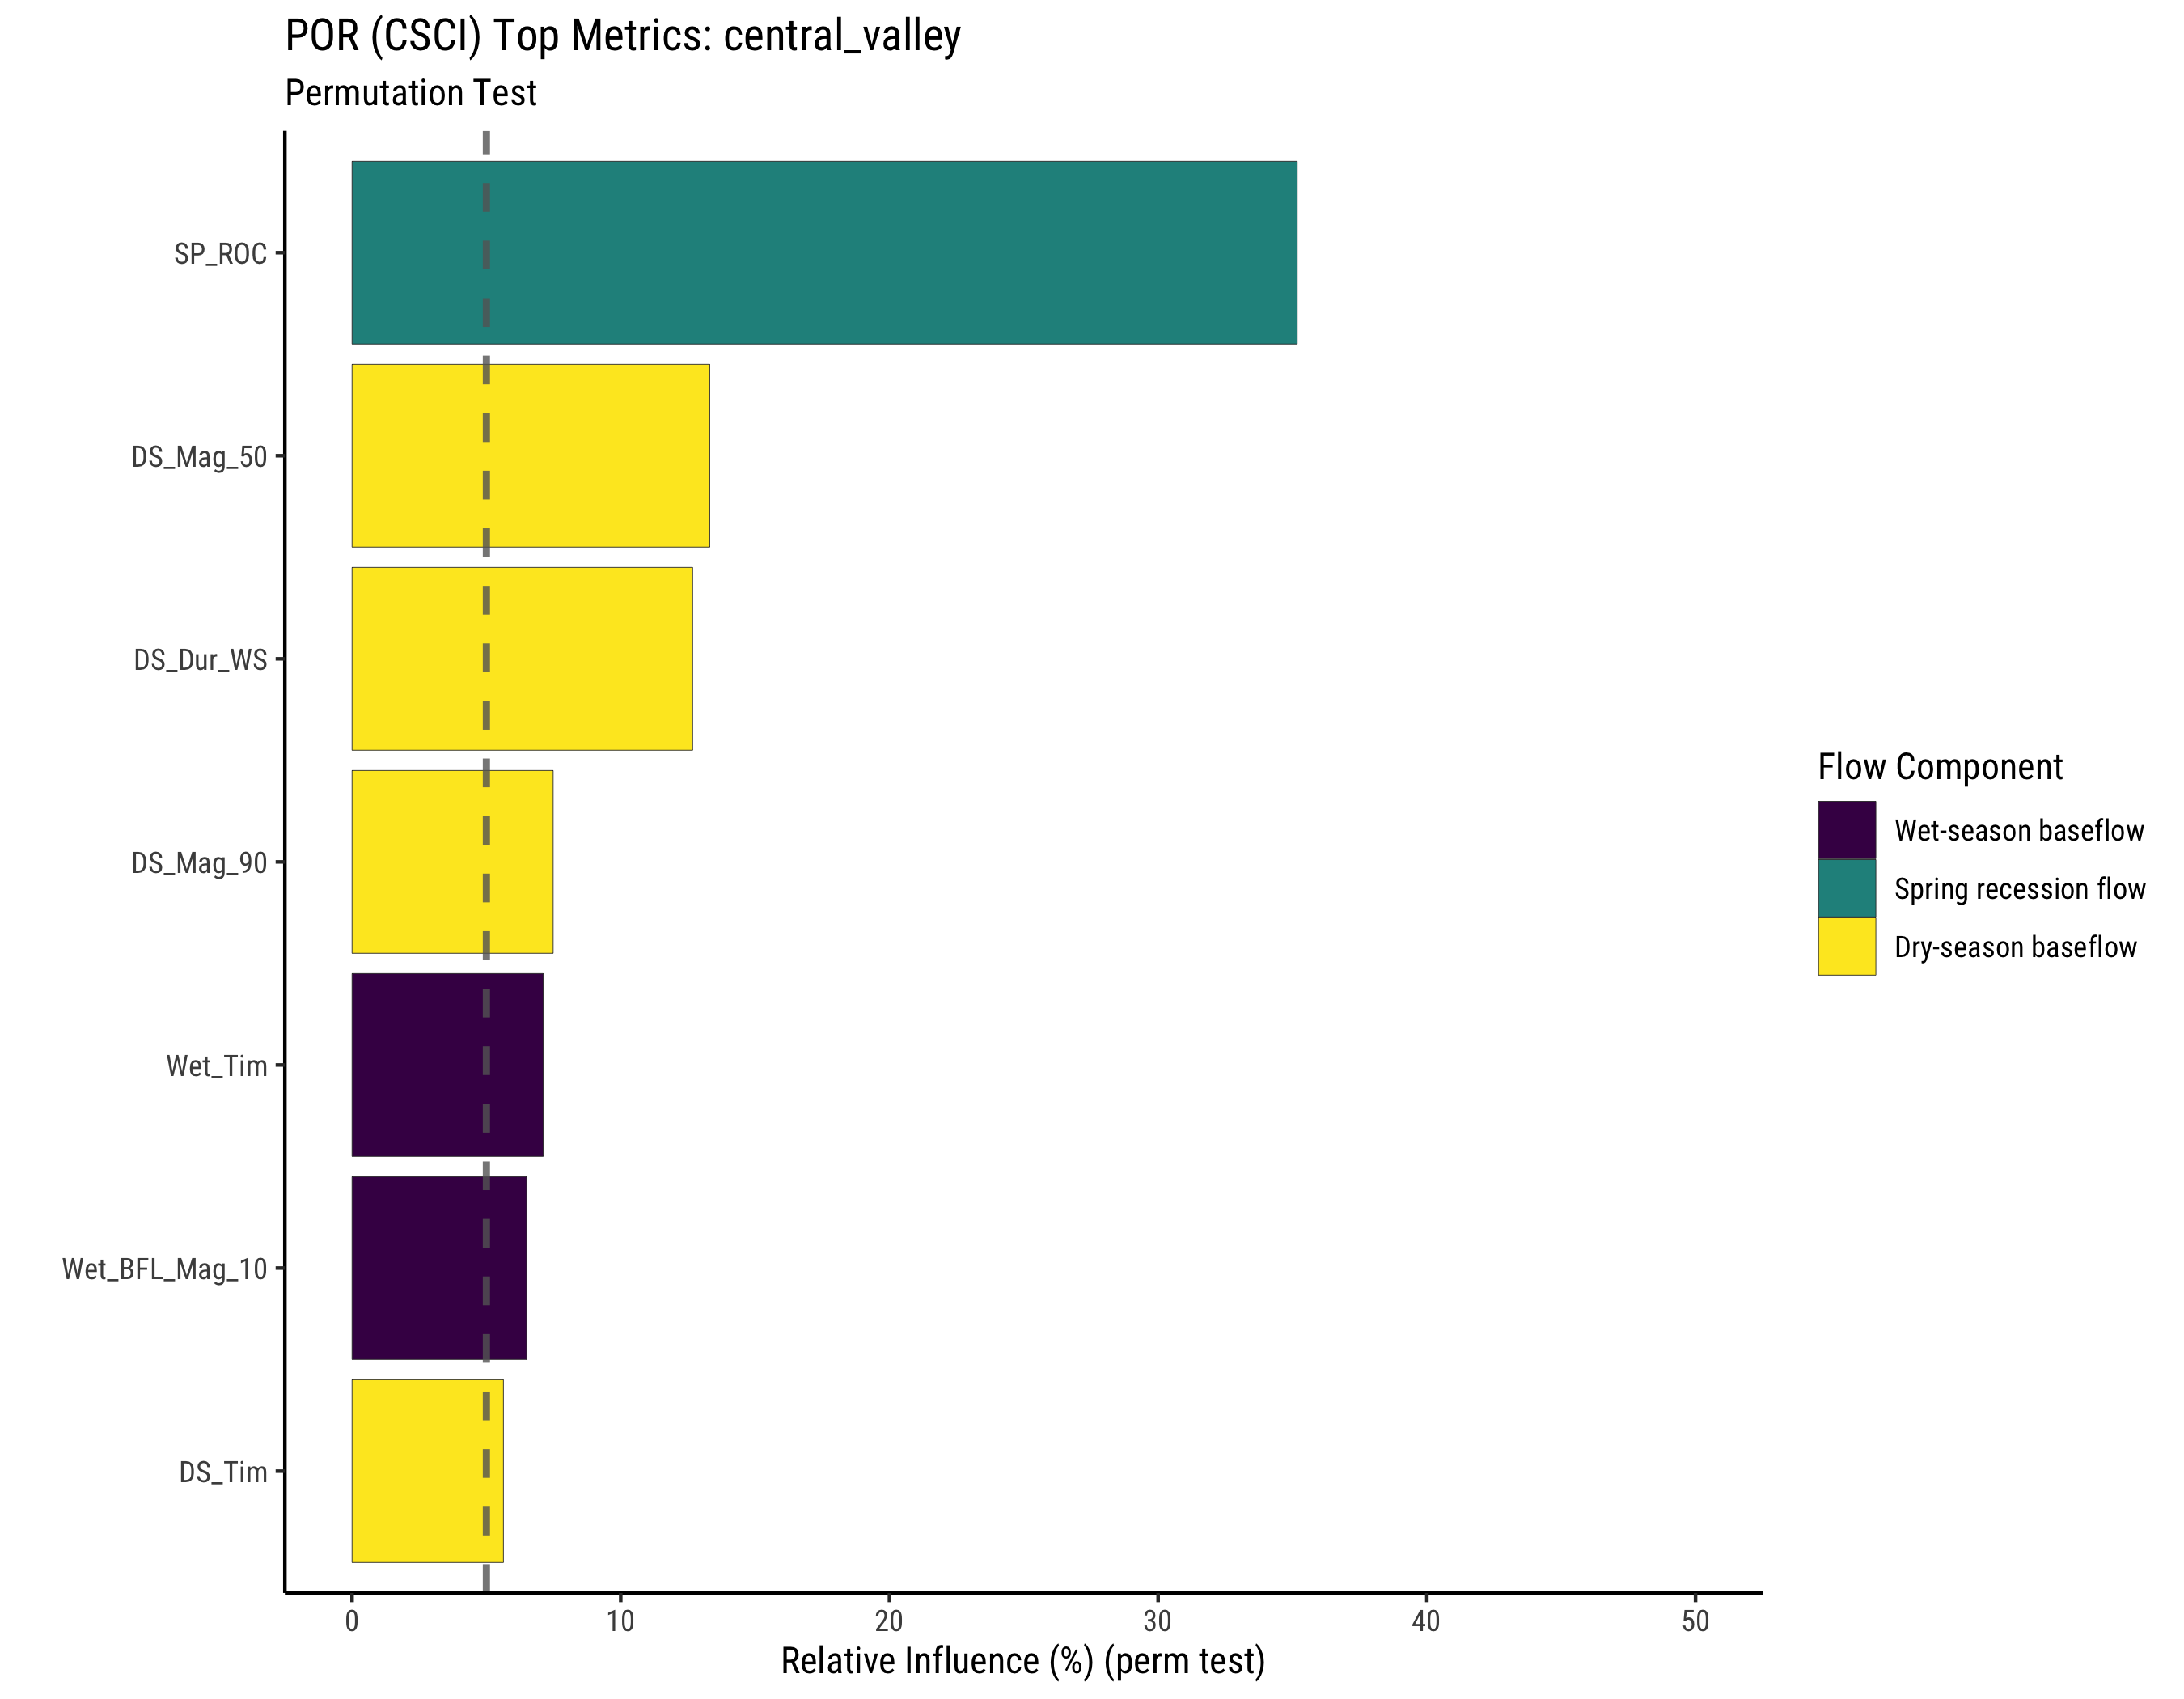 POR (CSCI) Top Metrics: central_valley
Permutation Test
SP_ROC
DS_Mag_50
DS_Dur_WS
DS_Mag_90
Wet_Tim
Wet_BFL_Mag_10
DS_Tim
0 10 20 30 40 50
Relative Influence (%) (perm test)
Flow Component
Wet-season baseflow
Spring recession flow
Dry-season baseflow